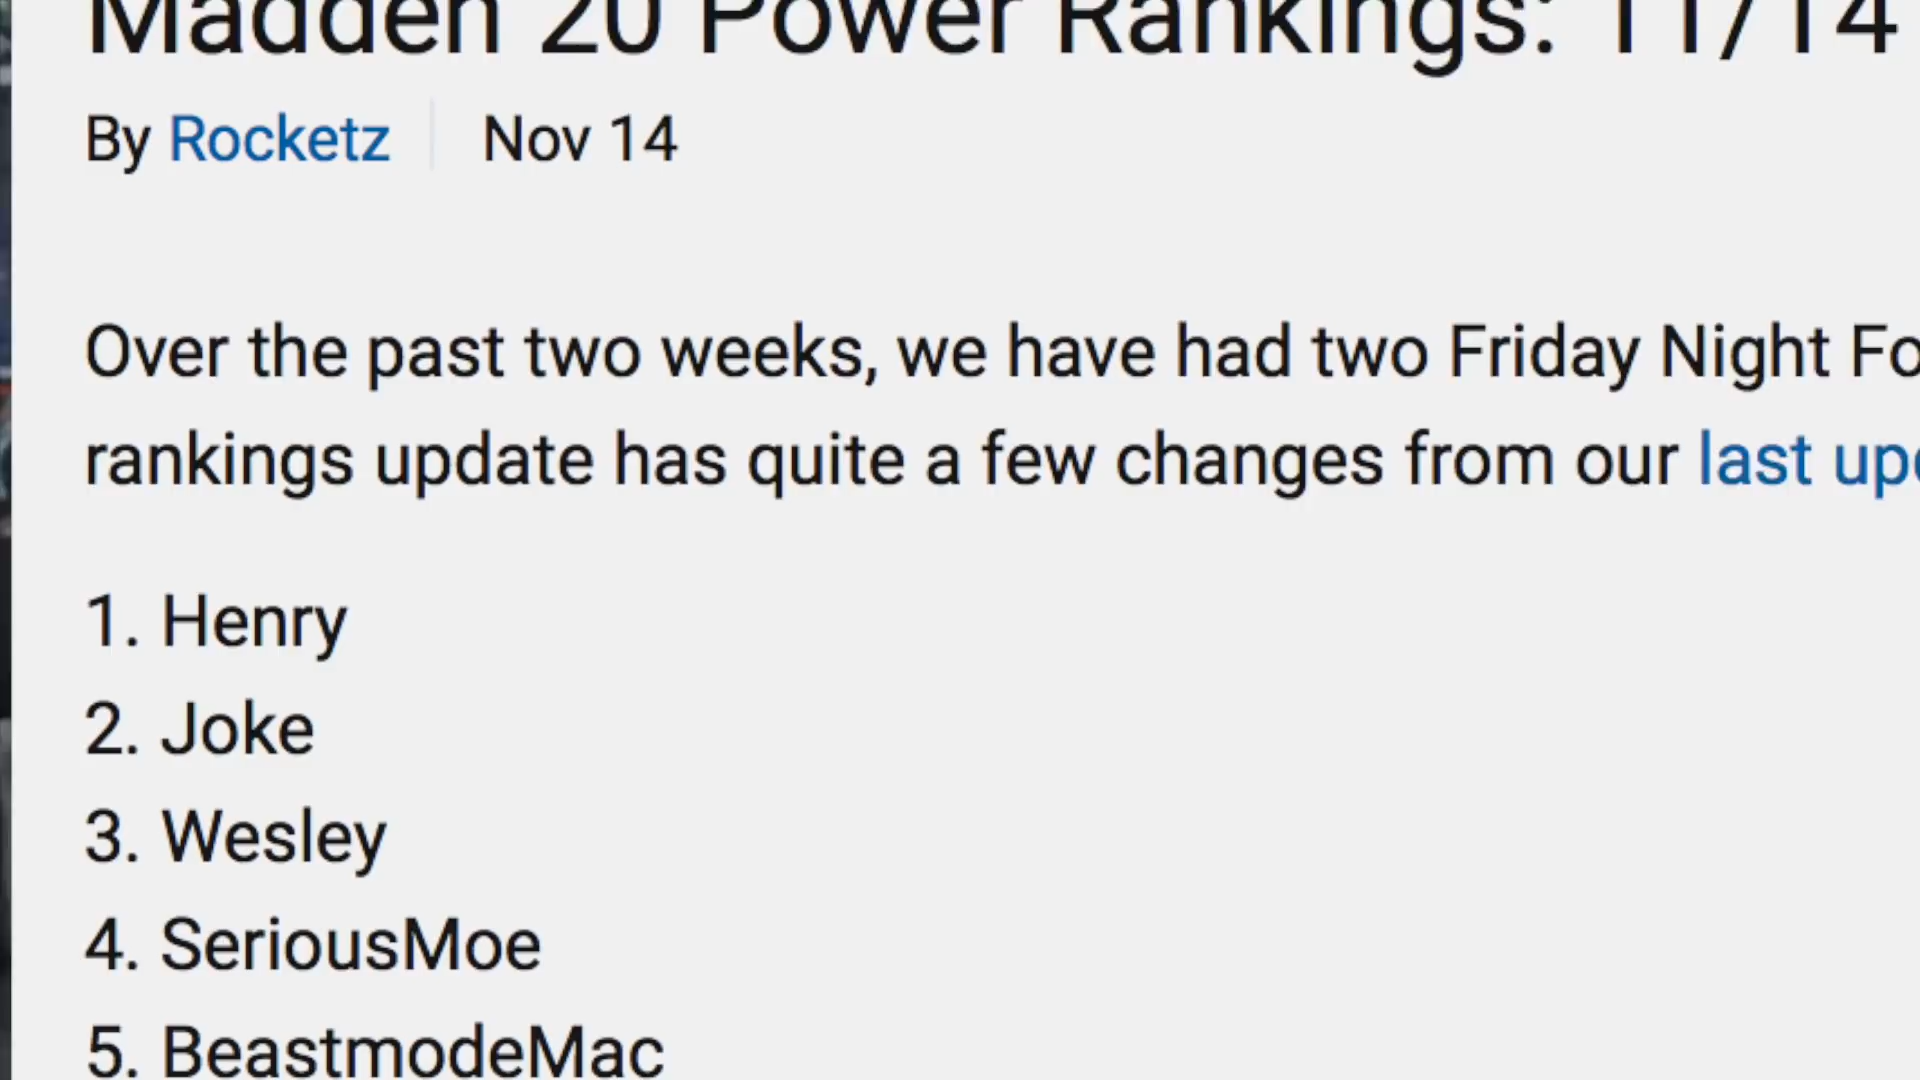 Madden 20 Power Rankings: 11/14
By Rocketz Nov 14
Over the past two weeks, we have had two Friday Night
rankings update has quite a few changes from our last
1. Henry
2. Joke
3. Wesley
4. SeriousMoe
5. BeastmodeMac